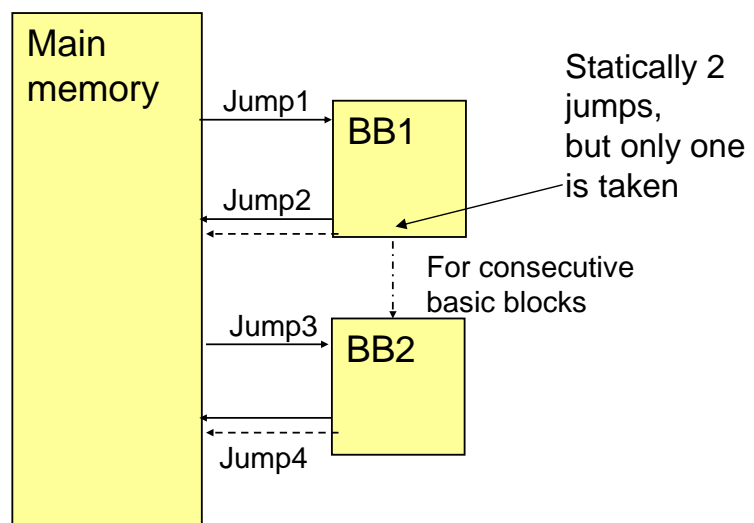 Main
memory
Jump1
BB1
Statically 2
jumps,
but only one
is taken
Jump2
For consecutive
basic blocks
Jump3
BB2
Jump4